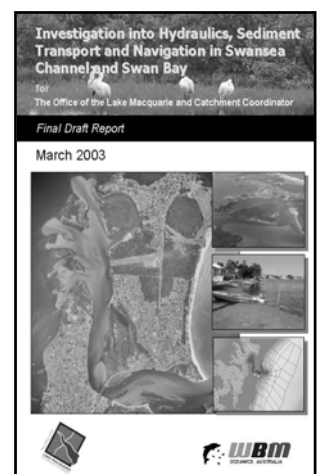 Investigation into Hydraulics, Sediment
Transport and Navigation in Swansea
Channel and Swan Bay
for
The Office of the Lake Macquarie and Catchment Coordinator
Final Draft Report
March 2003
WBM
OCEANICS AUSTRALIA